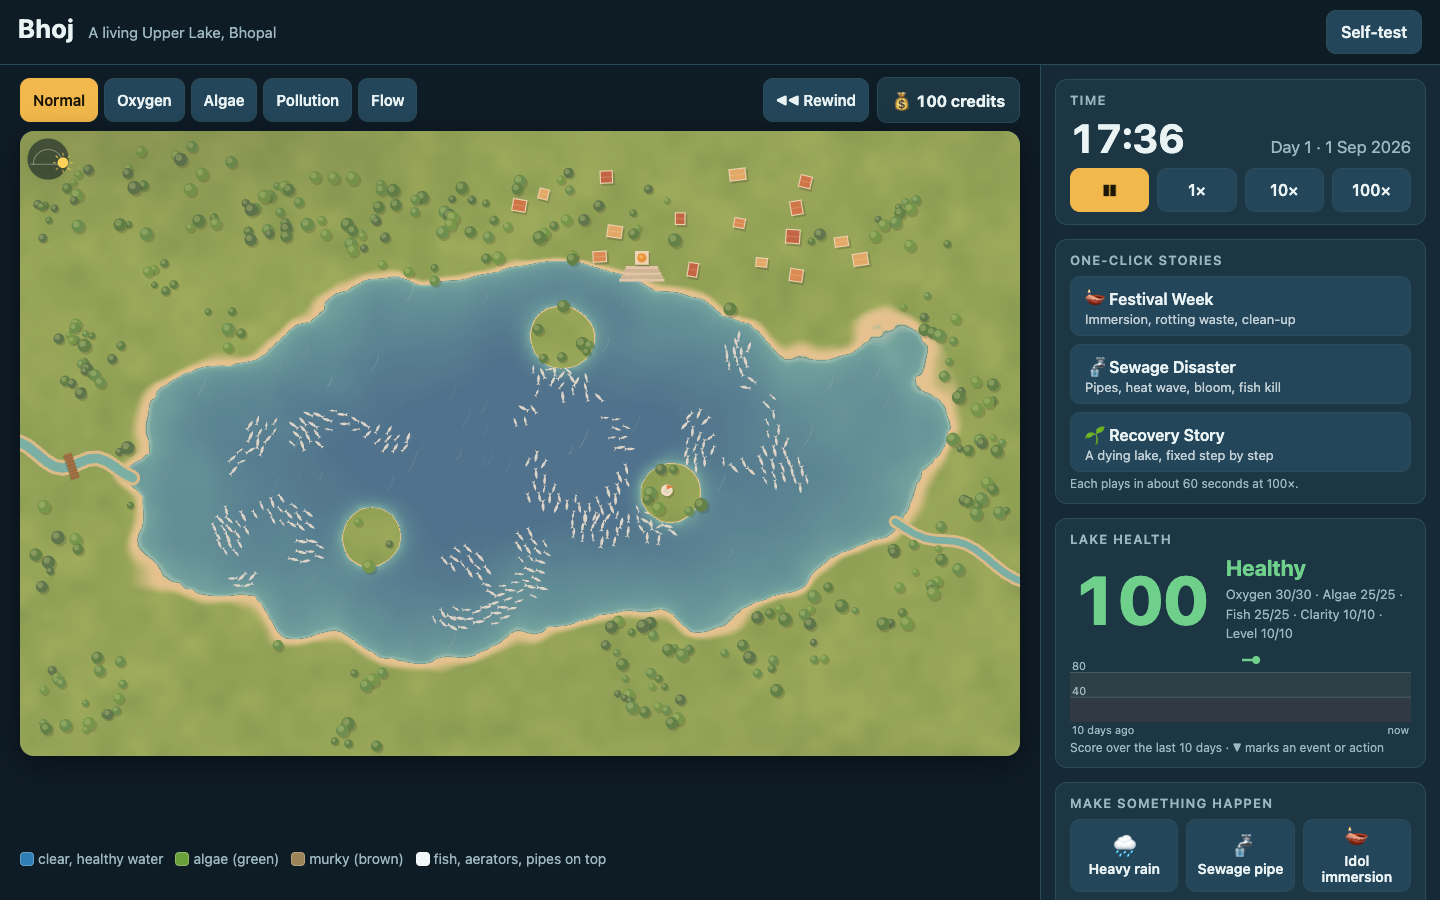 Bhoj
A living Upper Lake, Bhopal
Self-test
Normal
Oxygen
Algae
Pollution
Flow
◀◀ Rewind
💰 100 credits
TIME
17:36
Day 1 · 1 Sep 2026
1×
10×
100×
ONE-CLICK STORIES
Festival Week
Immersion, rotting waste, clean-up
Sewage Disaster
Pipes, heat wave, bloom, fish kill
Recovery Story
A dying lake, fixed step by step
Each plays in about 60 seconds at 100×.
LAKE HEALTH
100
Healthy
Oxygen 30/30 · Algae 25/25 ·
Fish 25/25 · Clarity 10/10 ·
Level 10/10
80
40
10 days ago
now
Score over the last 10 days · ▼ marks an event or action
MAKE SOMETHING HAPPEN
Heavy rain
Sewage pipe
Idol
immersion
clear, healthy water
algae (green)
murky (brown)
fish, aerators, pipes on top